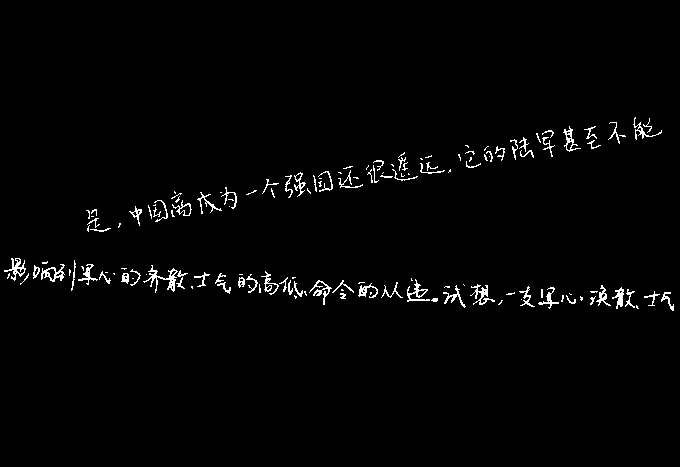 是，中国离成为一个强国还很遥远，它的陆军甚至不能
影响到军心的齐散、士气的高低、命令的从违。试想，一支军心涣散、士气